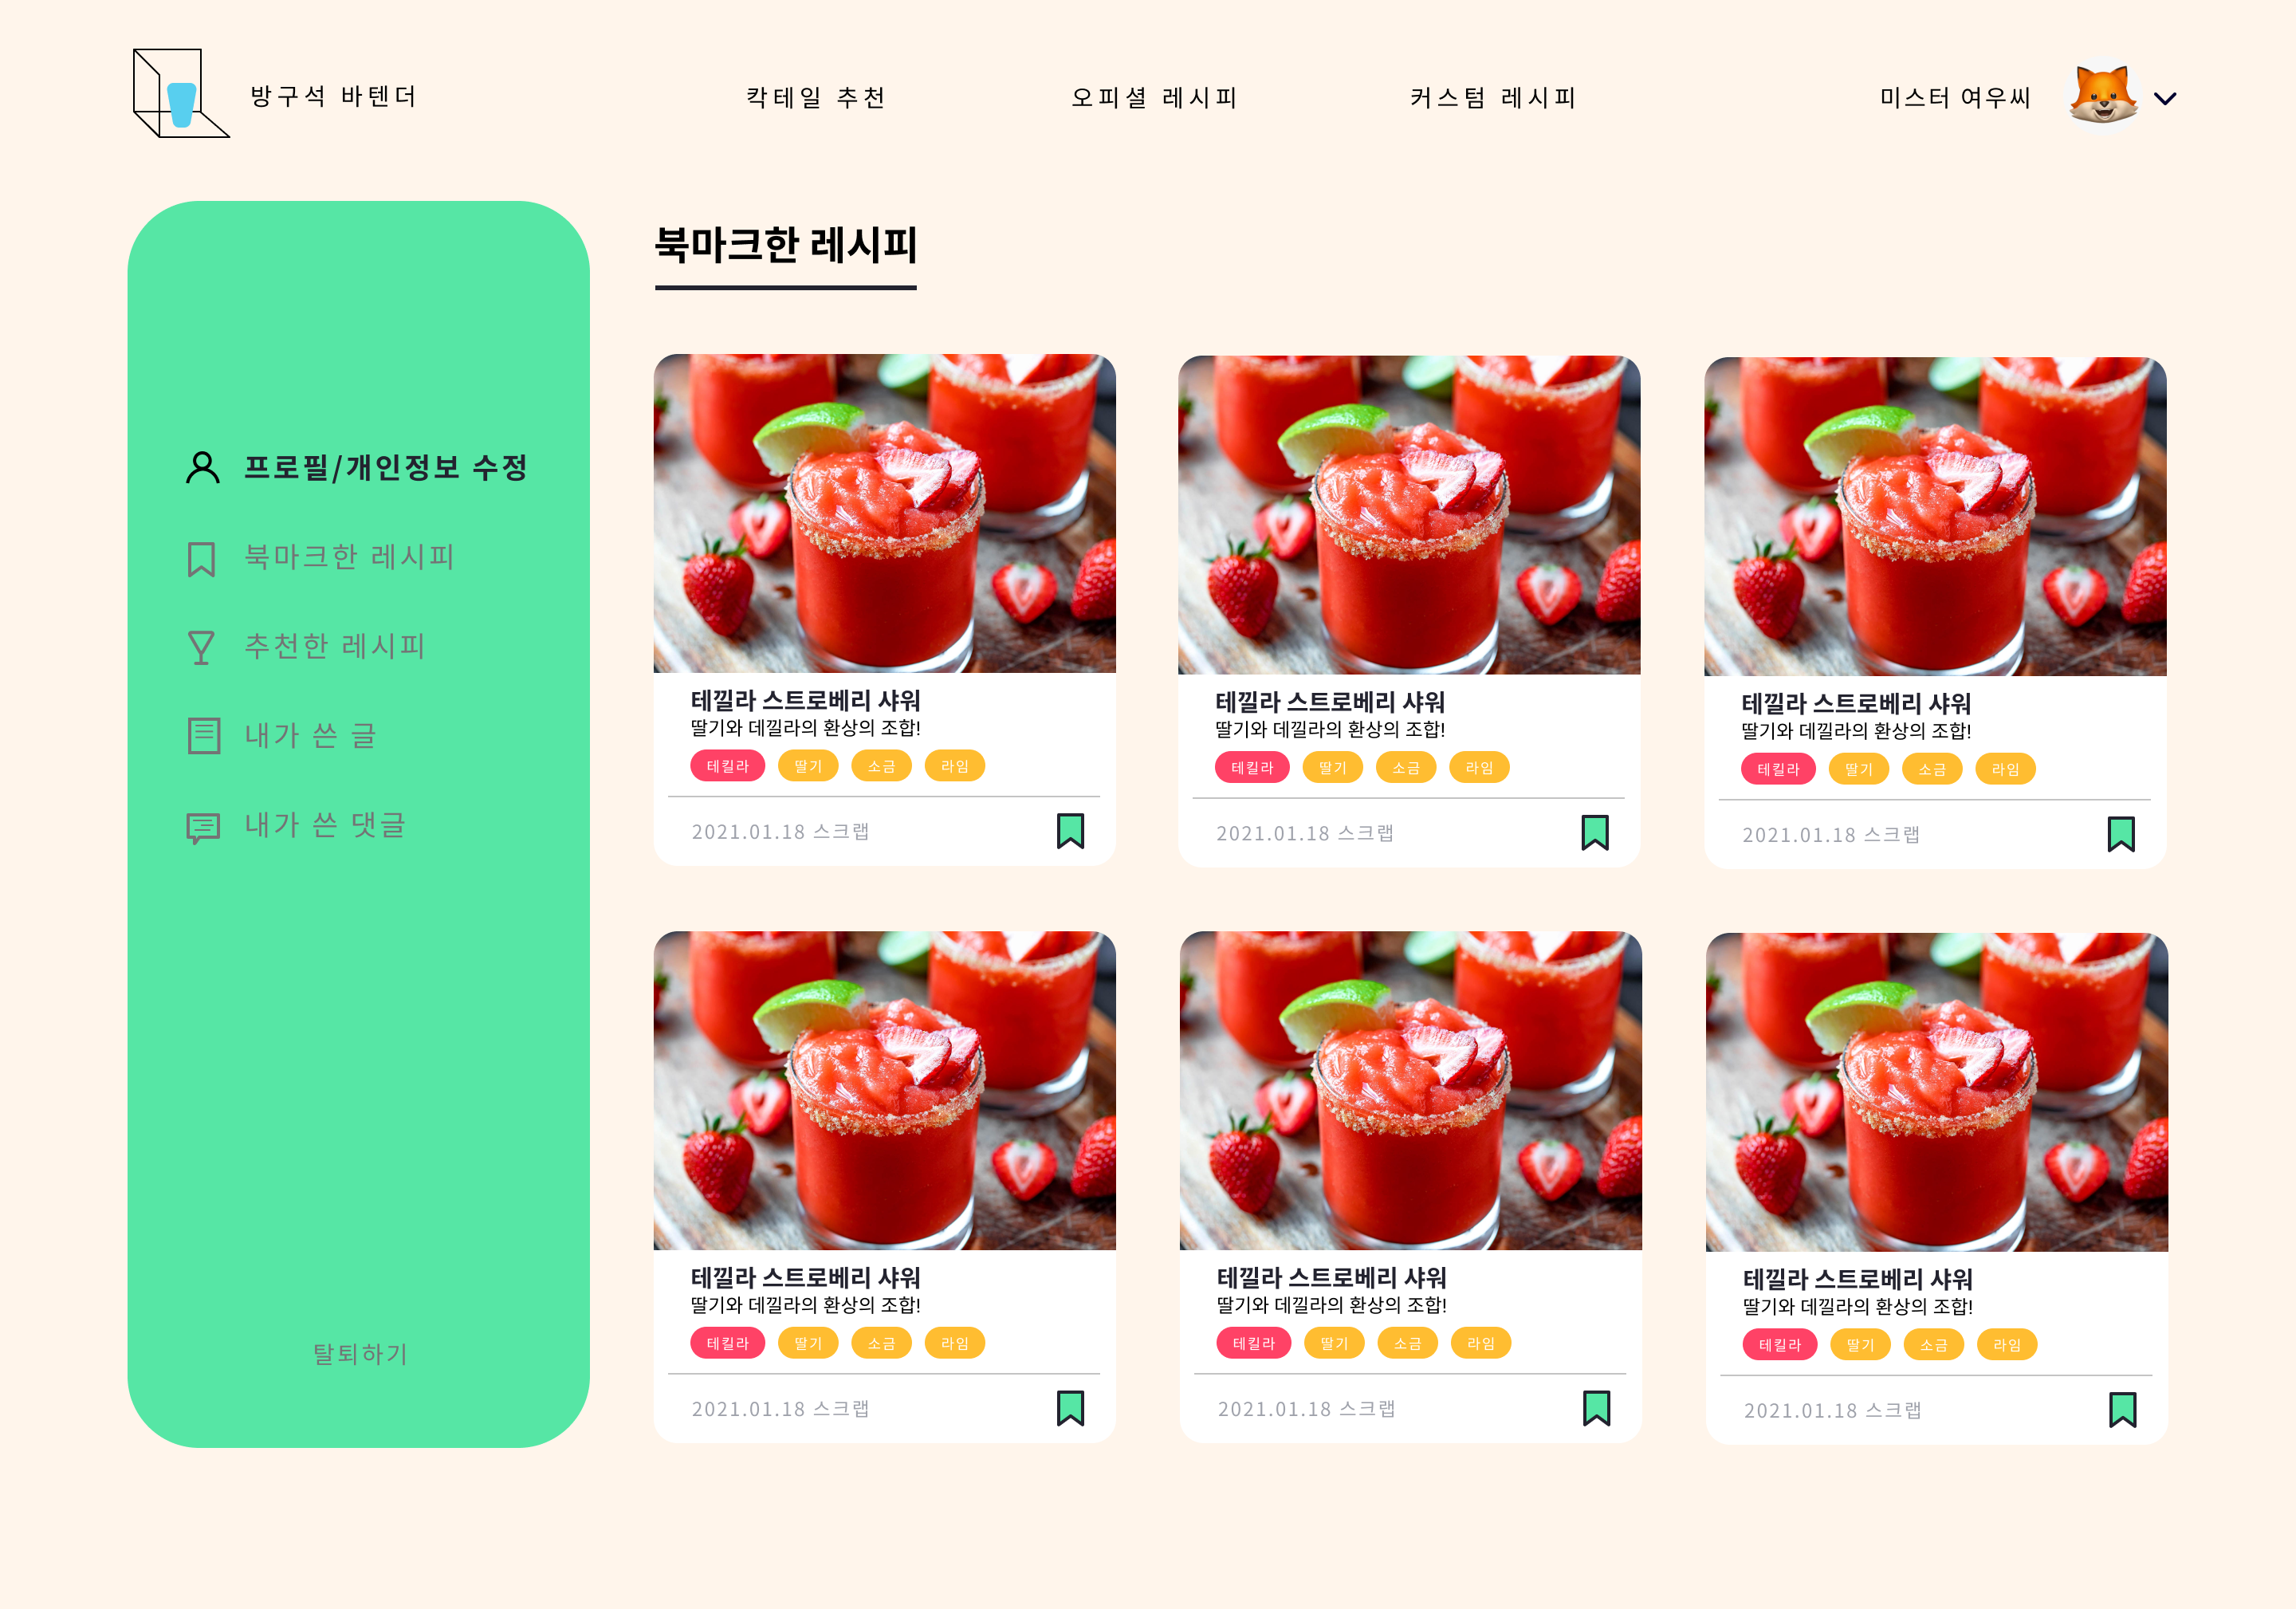 방구석 바텐더
칵테일 추천
오피셜 레시피
커스텀 레시피
미스터 여우씨
프로필/개인정보 수정
북마크한 레시피
추천한 레시피
내가 쓴 글
내가 쓴 댓글
탈퇴하기
북마크한 레시피
테낄라 스트로베리 샤워
딸기와 데낄라의 환상의 조합!
테킬라 딸기 소금 라임
2021.01.18 스크랩
테낄라 스트로베리 샤워
딸기와 데낄라의 환상의 조합!
테킬라 딸기 소금 라임
2021.01.18 스크랩
테낄라 스트로베리 샤워
딸기와 데낄라의 환상의 조합!
테킬라 딸기 소금 라임
2021.01.18 스크랩
테낄라 스트로베리 샤워
딸기와 데낄라의 환상의 조합!
테킬라 딸기 소금 라임
2021.01.18 스크랩
테낄라 스트로베리 샤워
딸기와 데낄라의 환상의 조합!
테킬라 딸기 소금 라임
2021.01.18 스크랩
테낄라 스트로베리 샤워
딸기와 데낄라의 환상의 조합!
테킬라 딸기 소금 라임
2021.01.18 스크랩